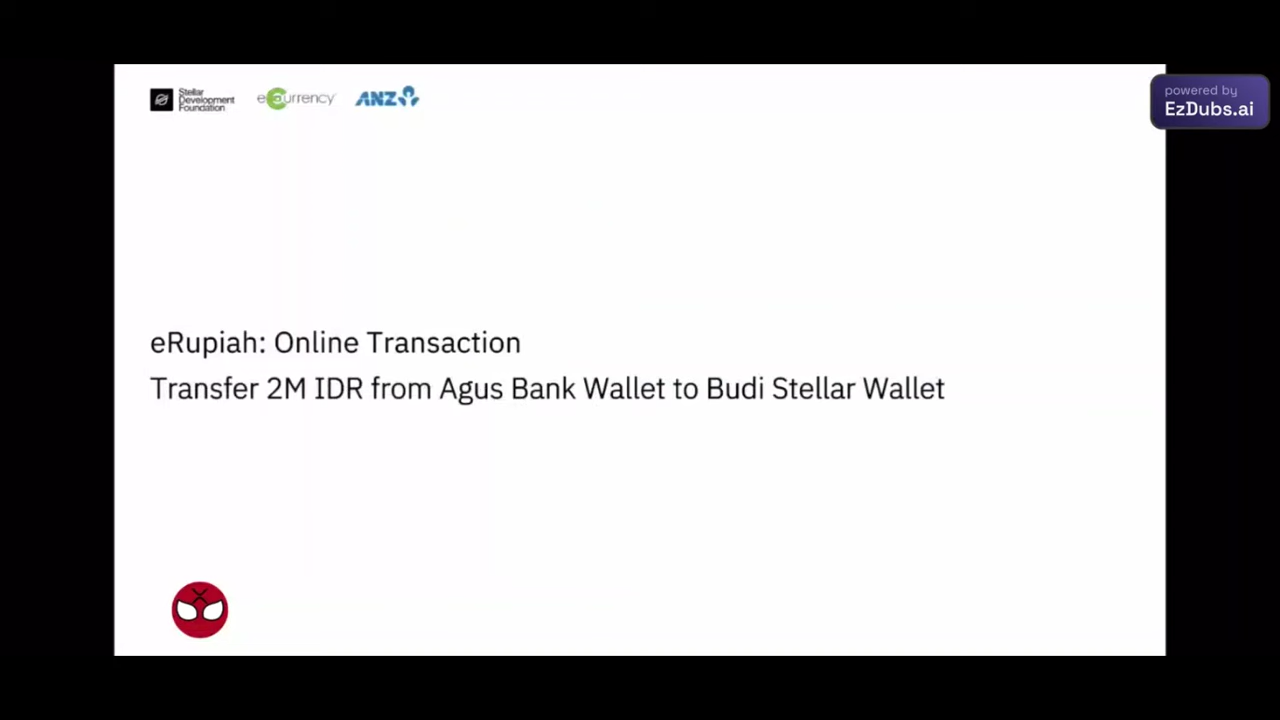 Stellar
Development
Foundation
eCurrency
ANZ
powered by
EzDubs.ai
eRupiah: Online Transaction
Transfer 2M IDR from Agus Bank Wallet to Budi Stellar Wallet